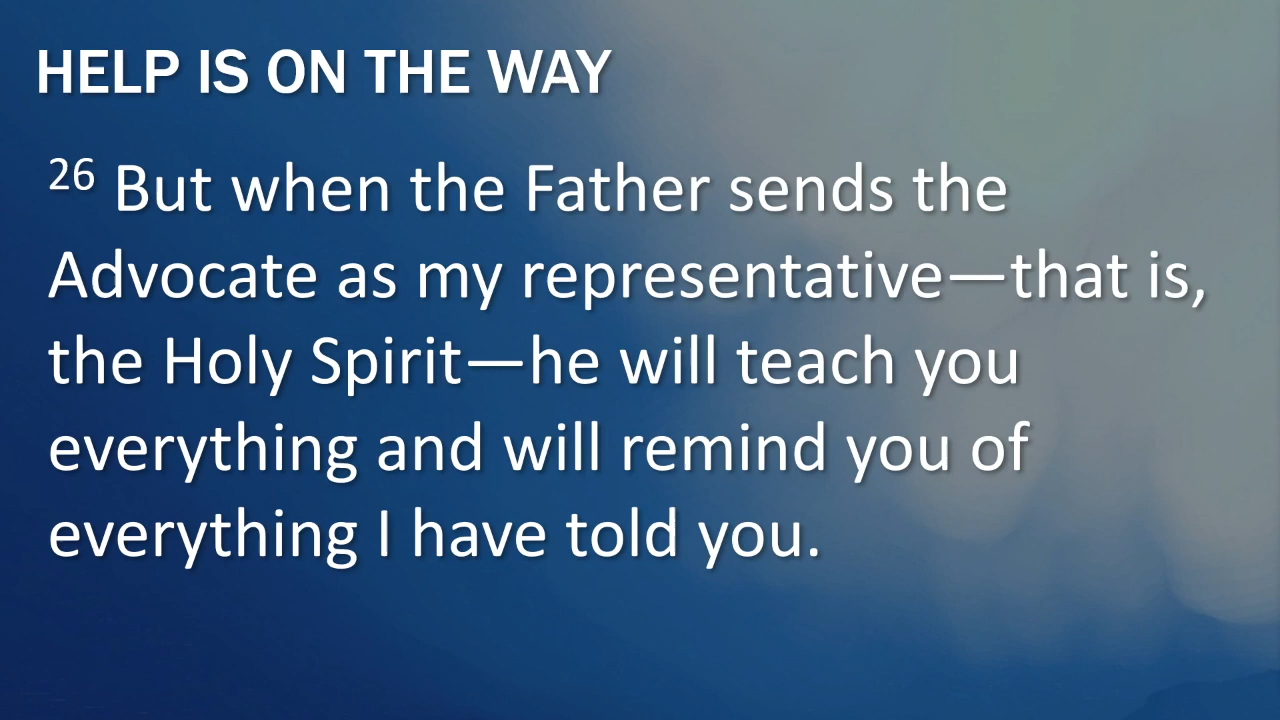 HELP IS ON THE WAY
26 But when the Father sends the
Advocate as my representative—that is,
the Holy Spirit—he will teach you
everything and will remind you of
everything I have told you.